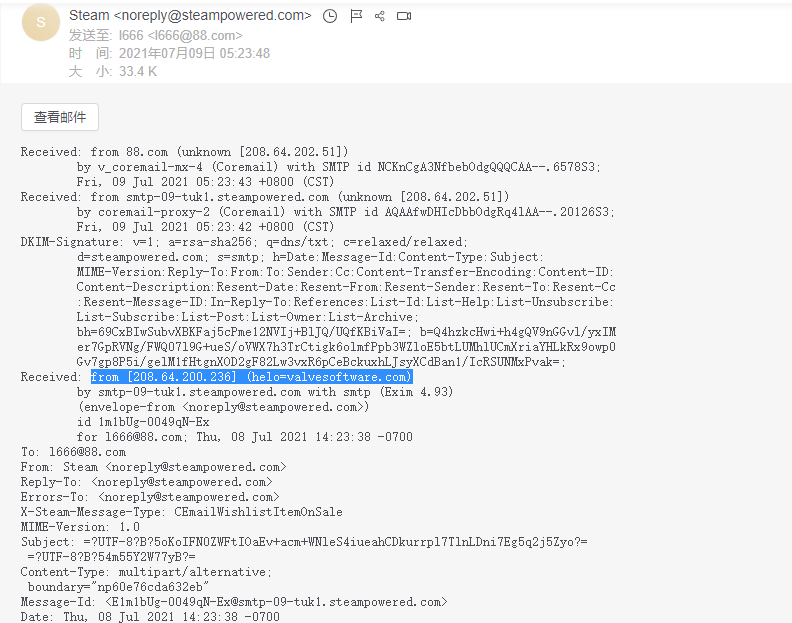 S
Steam <noreply@steampowered.com>
发送至: l666 <l666@88.com>
时 间: 2021年07月09日 05:23:48
大 小: 33.4 K
查看邮件
Received: from 88.com (unknown [208.64.202.51])
by v_coremail-mx-4 (Coremail) with SMTP id NCKnCgA3NfbebOdgQQQCAA--.6578S3;
Fri, 09 Jul 2021 05:23:43 +0800 (CST)
Received: from smtp-09-tuk1.steampowered.com (unknown [208.64.202.51])
by coremail-proxy-2 (Coremail) with SMTP id AQAAfwDHIcDbbOdgRq4lAA--.20126S3;
Fri, 09 Jul 2021 05:23:42 +0800 (CST)
DKIM-Signature: v=1; a=rsa-sha256; q=dns/txt; c=relaxed/relaxed;
d=steampowered.com; s=smtp; h=Date:Message-Id:Content-Type:Subject:
MIME-Version:Reply-To:From:To:Sender:Cc:Content-Transfer-Encoding:Content-ID:
Content-Description:Resent-Date:Resent-From:Resent-Sender:Resent-To:Resent-Cc
:Resent-Message-ID:In-Reply-To:References:List-Id:List-Help:List-Unsubscribe:
List-Subscribe:List-Post:List-Owner:List-Archive;
bh=69CxBIwSubvXBKFaj5cPme12NVIj+BlJQ/UQfKBiVaI=; b=Q4hzkcHwi+h4gQV9nGGvl/yxIM
er7GpRVNg/FWQ07l9G+ueS/oVWX7h3TrCtigk6olmfPpb3WZloE5btLUMhlUCmXriaYHLkRx9owpO
Gv7gp8P5i/gelM1fHtgnXOD2gF82Lw3vxR6pCeBckuxhLJsyXCdBan1/IcRSUNMxPvak=;
Received: from [208.64.200.236] (helo=valvesoftware.com)
by smtp-09-tuk1.steampowered.com with smtp (Exim 4.93)
(envelope-from <noreply@steampowered.com>)
id 1m1bUg-0049qN-Ex
for l666@88.com; Thu, 08 Jul 2021 14:23:38 -0700
To: l666@88.com
From: Steam <noreply@steampowered.com>
Reply-To: <noreply@steampowered.com>
Errors-To: <noreply@steampowered.com>
X-Steam-Message-Type: CEmailWishlistItemOnSale
MIME-Version: 1.0
Subject: =?UTF-8?B?5oKoIFN0ZWFtIOaEv+acm+WNleS4iueahCDkurrpl7TlnLDni7Eg5q2j5Zyo?=
=?UTF-8?B?54m55Y2W77yB?=
Content-Type: multipart/alternative;
boundary="np60e76cda632eb"
Message-Id: <E1m1bUg-0049qN-Ex@smtp-09-tuk1.steampowered.com>
Date: Thu, 08 Jul 2021 14:23:38 -0700